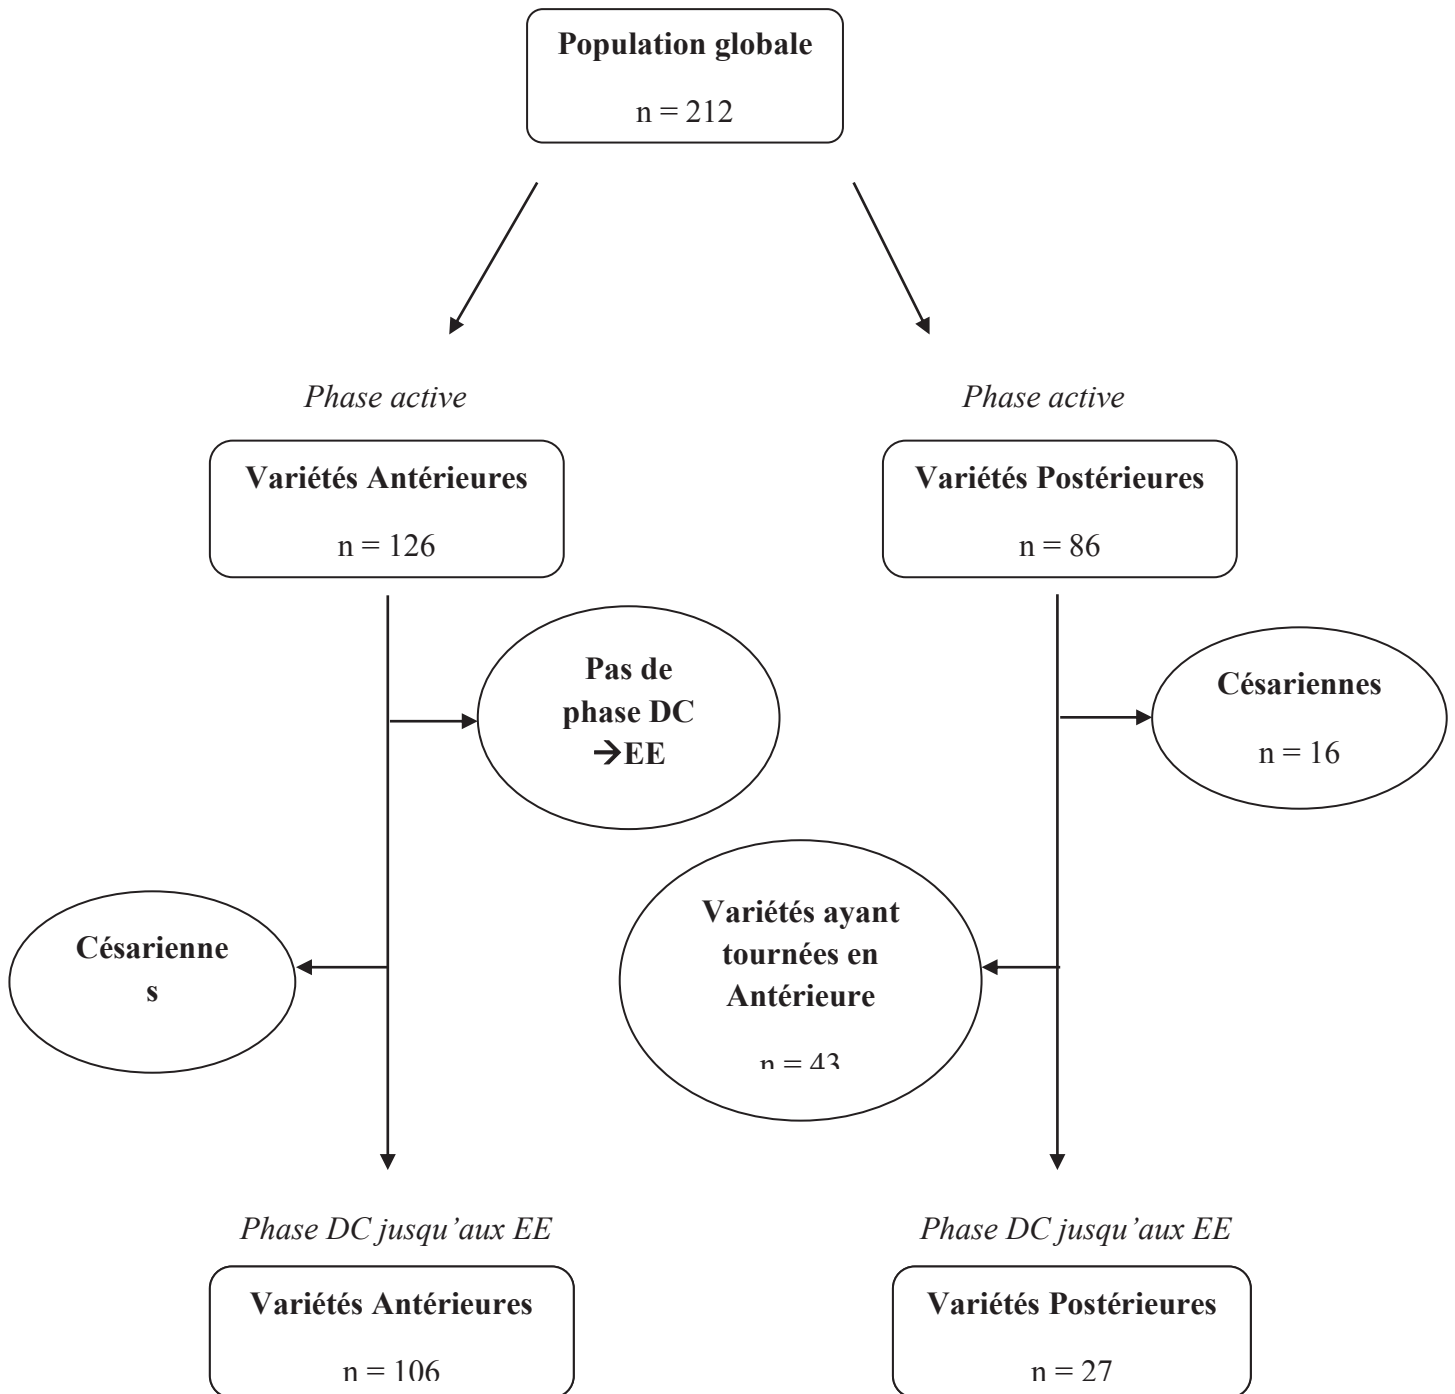 Population globale
n = 212
Phase active
Phase active
Variétés Antérieures
n = 126
Variétés Postérieures
n = 86
Pas de
phase DC
→EE
Césariennes
n = 16
Césarienne
s
Variétés ayant
tournées en
Antérieure
n = 43
Phase DC jusqu’aux EE
Phase DC jusqu’aux EE
Variétés Antérieures
n = 106
Variétés Postérieures
n = 27